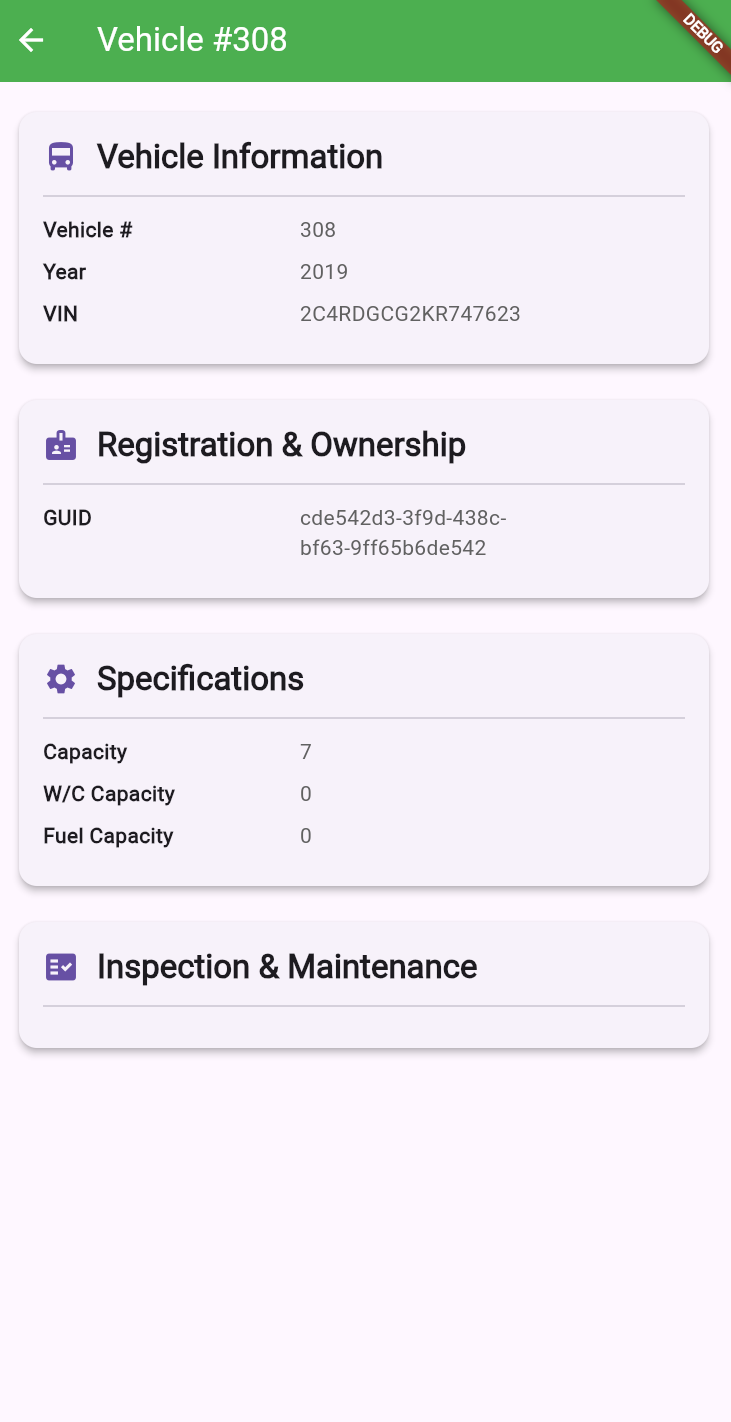 Vehicle #308
DEBUG
Vehicle Information
Vehicle # 308
Year 2019
VIN 2C4RDGCG2KR747623
Registration & Ownership
GUID cde542d3-3f9d-438c-
bf63-9ff65b6de542
Specifications
Capacity 7
W/C Capacity 0
Fuel Capacity 0
Inspection & Maintenance